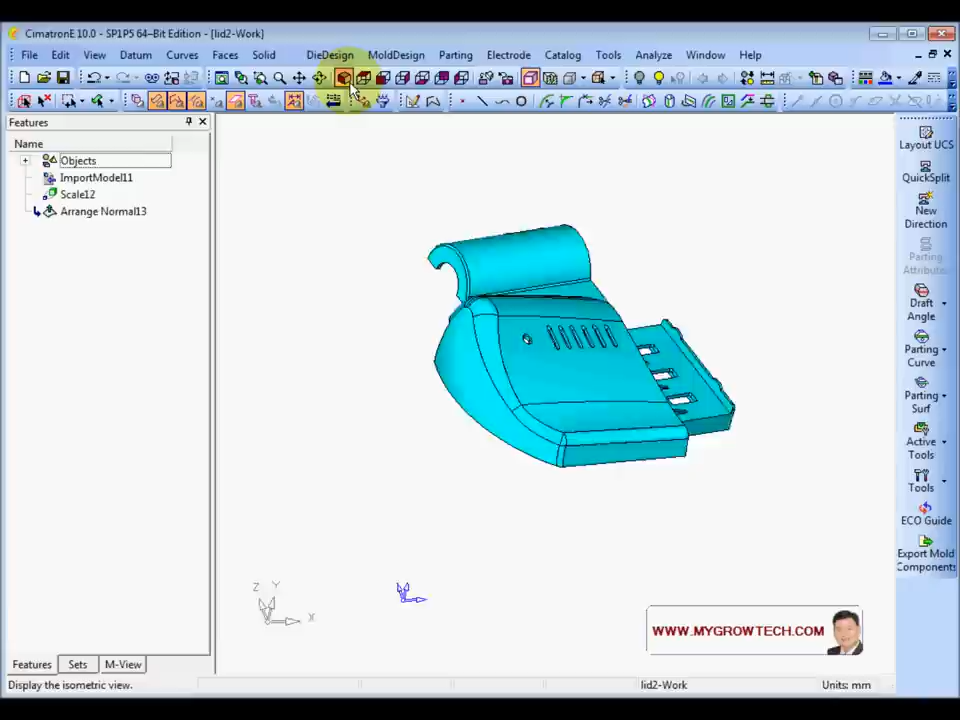 CimatronE 10.0 - SP1P5 64-Bit Edition - [lid2-Work]
File Edit View Datum Curves Faces Solid DieDesign MoldDesign Parting Electrode Catalog Tools Analyze Window Help
Features
Name
Objects
ImportModel11
Scale12
Arrange Normal13
Layout UCS
QuickSplit
New
Direction
Parting
Attribute
Draft
Angle
Parting
Curve
Parting
Surf
Active
Tools
Tools
ECO Guide
Export Mold
Components
Z Y
X
WWW.MYGROWTECH.COM
Features Sets M-View
Display the isometric view.
lid2-Work
Units: mm